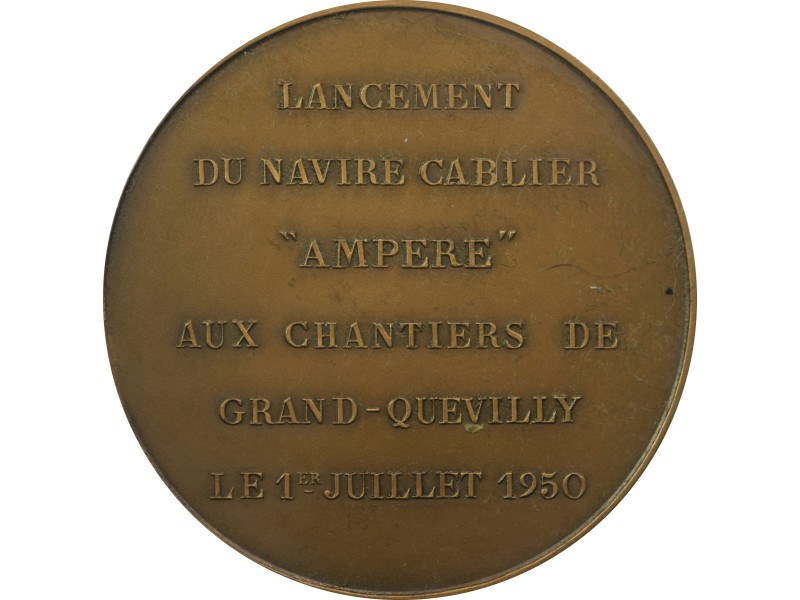 LANCEMENT
DU NAVIRE CABLIER
"AMPERE"
AUX CHANTIERS DE
GRAND-QUEVILLY
LE 1ER JUILLET 1950